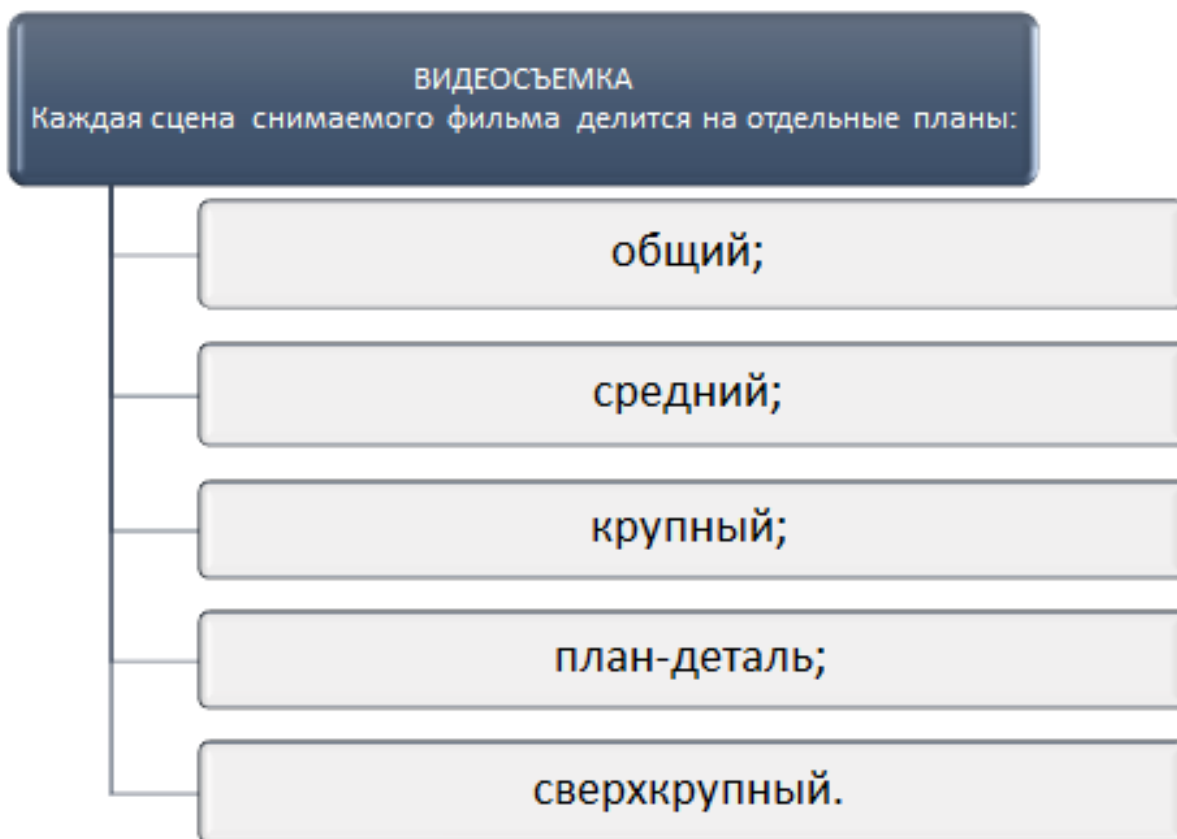 ВИДЕОСЪЕМКА
Каждая сцена снимаемого фильма делится на отдельные планы:
общий;
средний;
крупный;
план-деталь;
сверхкрупный.